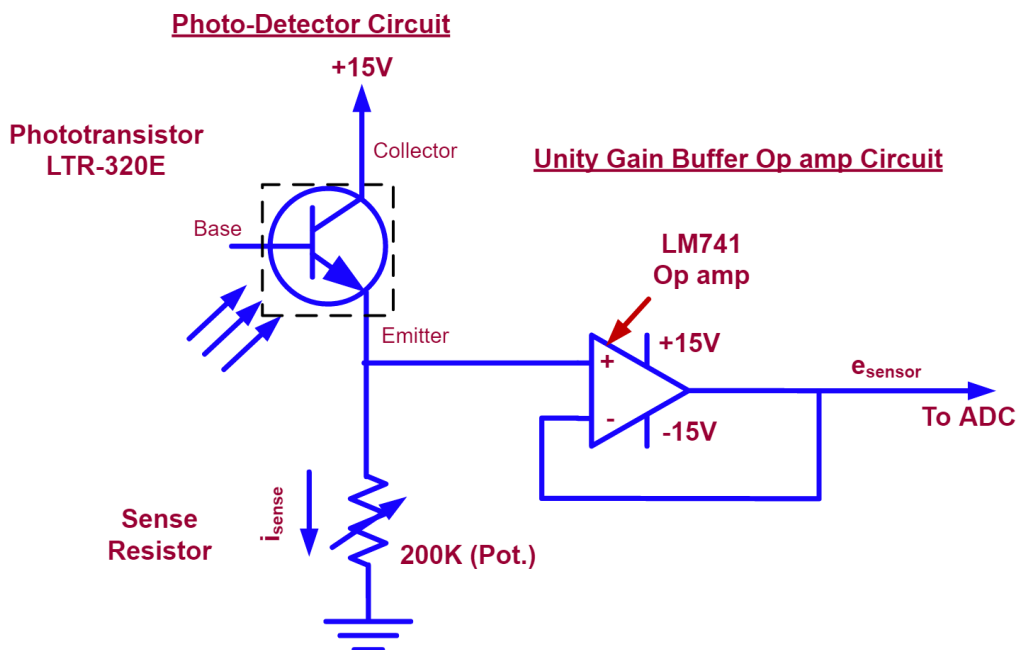 Photo-Detector Circuit
+15V
Phototransistor
LTR-320E
Collector
Unity Gain Buffer Op amp Circuit
Base
LM741
Op amp
Emitter
+
+15V
-
-15V
esensor
To ADC
isense
Sense
Resistor
200K (Pot.)